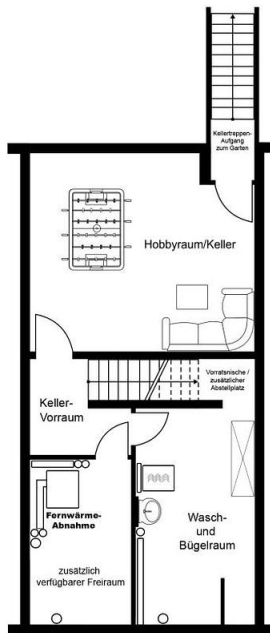 Kellertreppen-
Aufgang
zum Garten
Hobbyraum/Keller
Vorratsnische /
zusätzlicher
Abstellplatz
Keller-
Vorraum
Fernwärme-
Abnahme
zusätzlich
verfügbarer Freiraum
Wasch-
und
Bügelraum